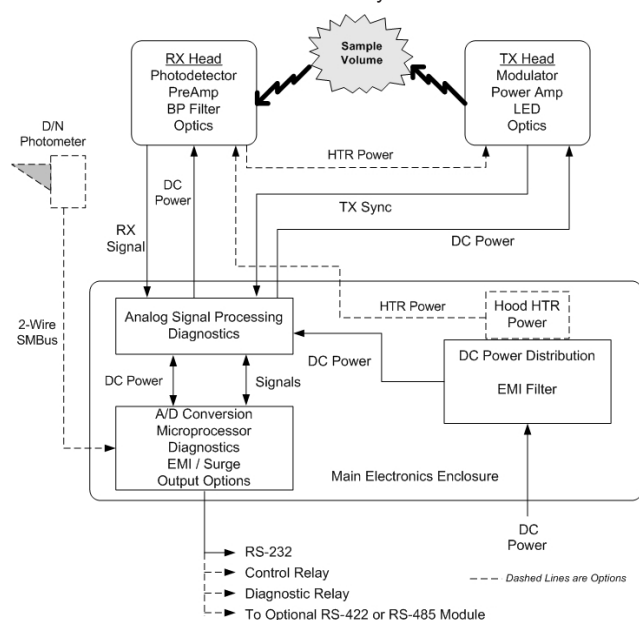 RX Head
Photodetector
PreAmp
BP Filter
Optics
Sample
Volume
TX Head
Modulator
Power Amp
LED
Optics
D/N
Photometer
HTR Power
DC
Power
TX Sync
RX
Signal
DC Power
2-Wire
SMBus
Analog Signal Processing
Diagnostics
HTR Power
Hood HTR
Power
DC Power
DC Power Distribution
EMI Filter
DC Power
Signals
A/D Conversion
Microprocessor
Diagnostics
EMI / Surge
Output Options
Main Electronics Enclosure
DC
Power
RS-232
Control Relay
Diagnostic Relay
To Optional RS-422 or RS-485 Module
Dashed Lines are Options